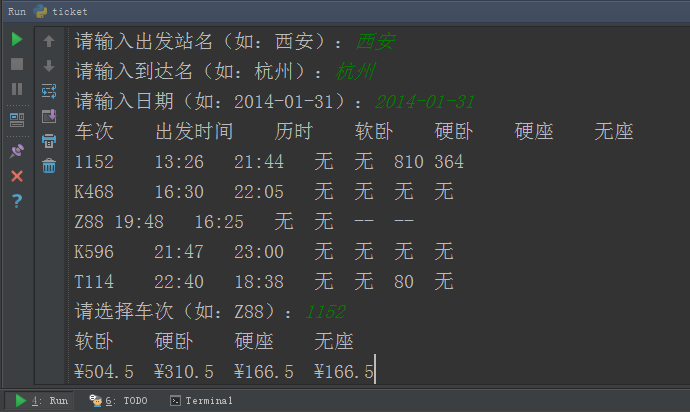 Run ticket
请输入出发站名（如：西安）：西安
请输入到达名（如：杭州）：杭州
请输入日期（如：2014-01-31）：2014-01-31
车次 出发时间 历时 软卧 硬卧 硬座 无座
1152 13:26 21:44 无 无 810 364
K468 16:30 22:05 无 无 无 无
Z88 19:48 16:25 无 无 -- --
K596 21:47 23:00 无 无 无 无
T114 22:40 18:38 无 无 80 无
请选择车次（如：Z88）：1152
软卧 硬卧 硬座 无座
¥504.5 ¥310.5 ¥166.5 ¥166.5
4: Run 6: TODO Terminal